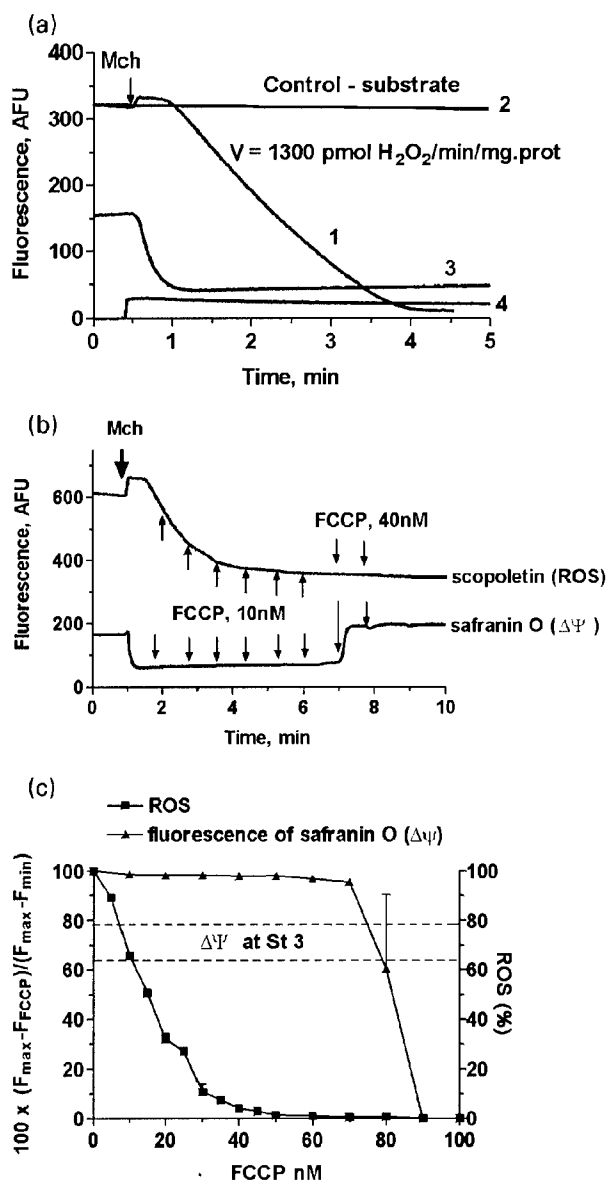 (a)
Mch
Control - substrate
2
V = 1300 pmol H₂O₂/min/mg.prot
1
3
4
Fluorescence, AFU
400
350
300
250
200
150
100
50
0
0 1 2 3 4 5
Time, min
(b)
Mch
FCCP, 40nM
scopoletin (ROS)
FCCP, 10nM
safranin O (ΔΨ)
Fluorescence, AFU
600
400
200
0
0 2 4 6 8 10
Time, min
(c)
ROS
fluorescence of safranin O (Δψ)
ΔΨ at St 3
100 x (Fmax-FFCCP)/(Fmax-Fmin)
100
80
60
40
20
0
ROS (%)
100
80
60
40
20
0
0 20 40 60 80 100
FCCP nM